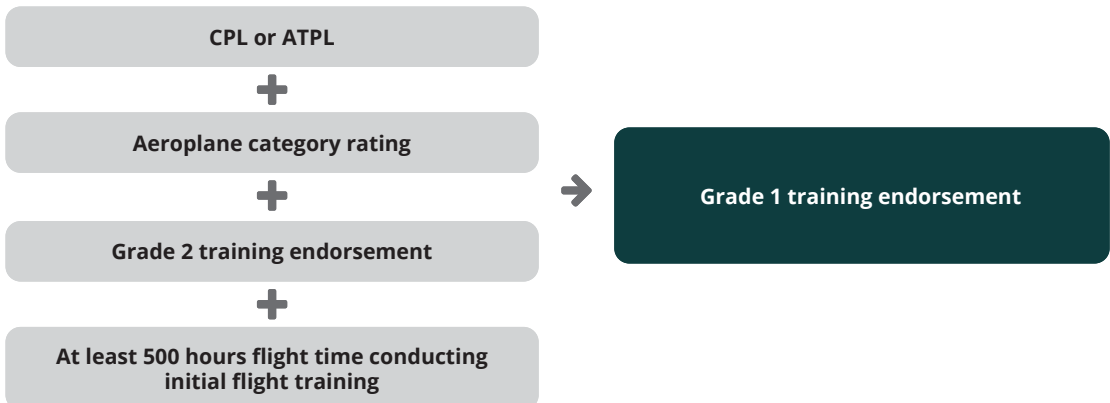 CPL or ATPL
Aeroplane category rating
Grade 2 training endorsement
At least 500 hours flight time conducting
initial flight training
Grade 1 training endorsement